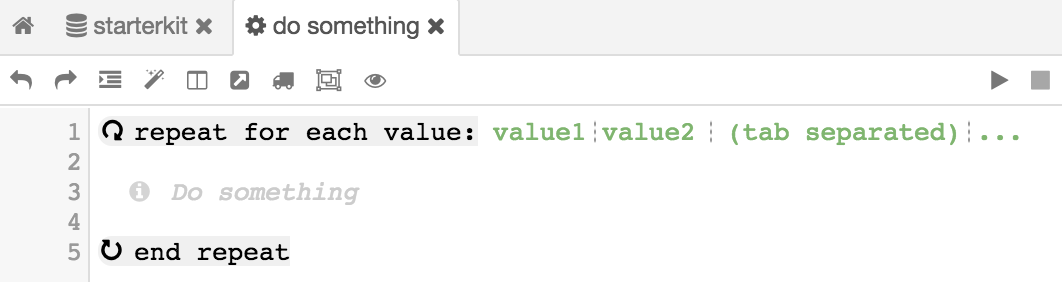 starterkit do something
1 repeat for each value: value1 value2 (tab separated) ...
2
3 Do something
4
5 end repeat